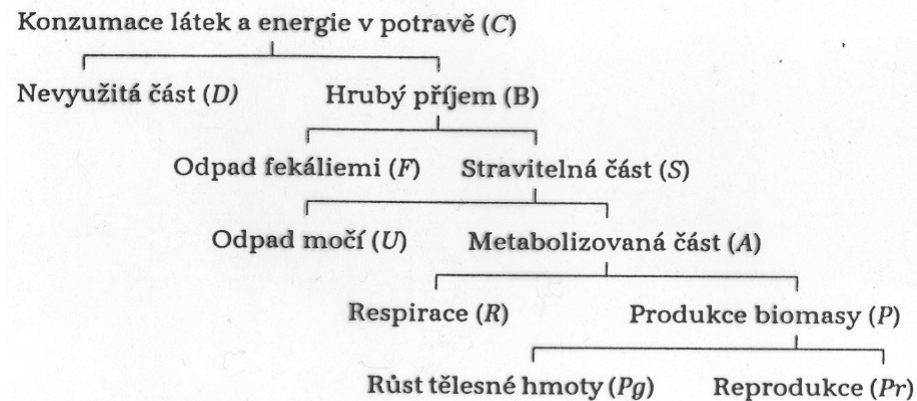 Konzumace látek a energie v potravě (C)
Nevyužitá část (D) Hrubý příjem (B)
Odpad fekáliemi (F) Stravitelná část (S)
Odpad močí (U) Metabolizovaná část (A)
Respirace (R) Produkce biomasy (P)
Růst tělesné hmoty (Pg) Reprodukce (Pr)